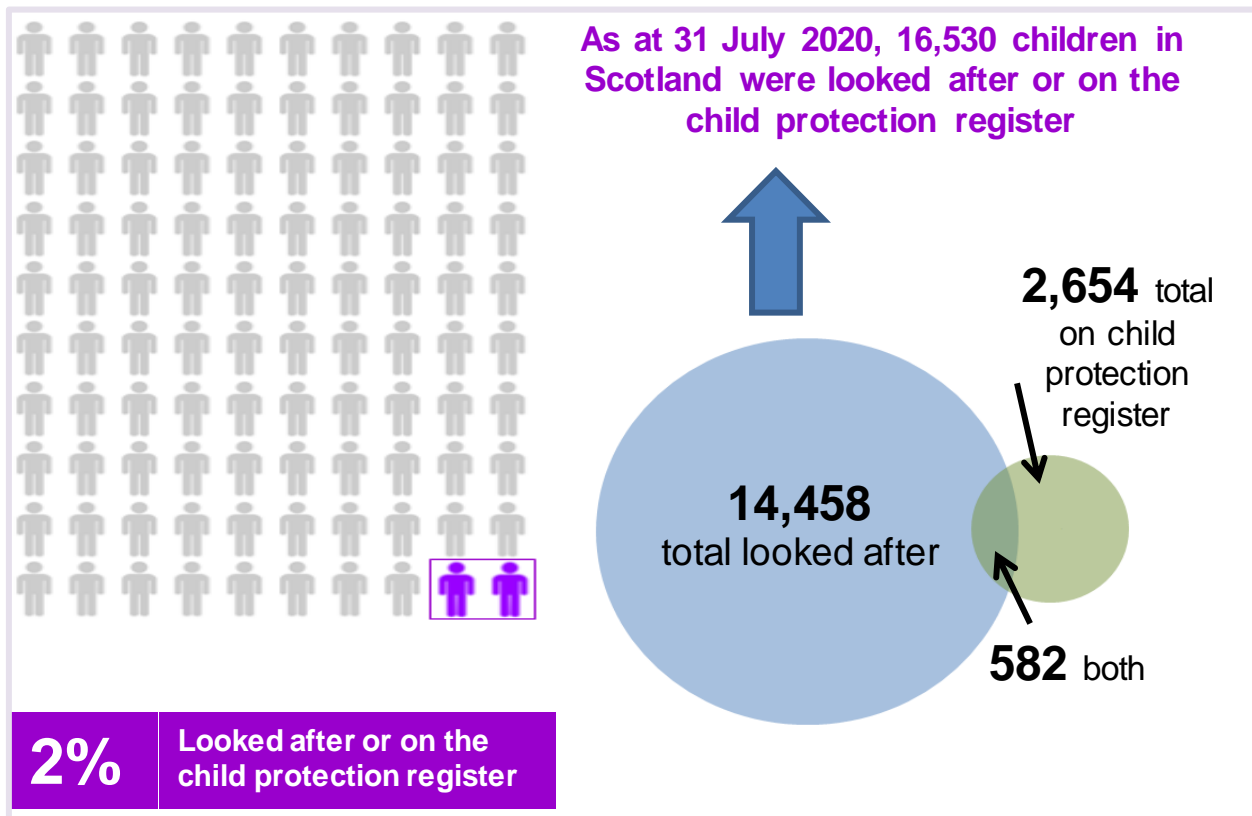 As at 31 July 2020, 16,530 children in
Scotland were looked after or on the
child protection register
2,654 total
on child
protection
register
14,458
total looked after
582 both
2%
Looked after or on the
child protection register